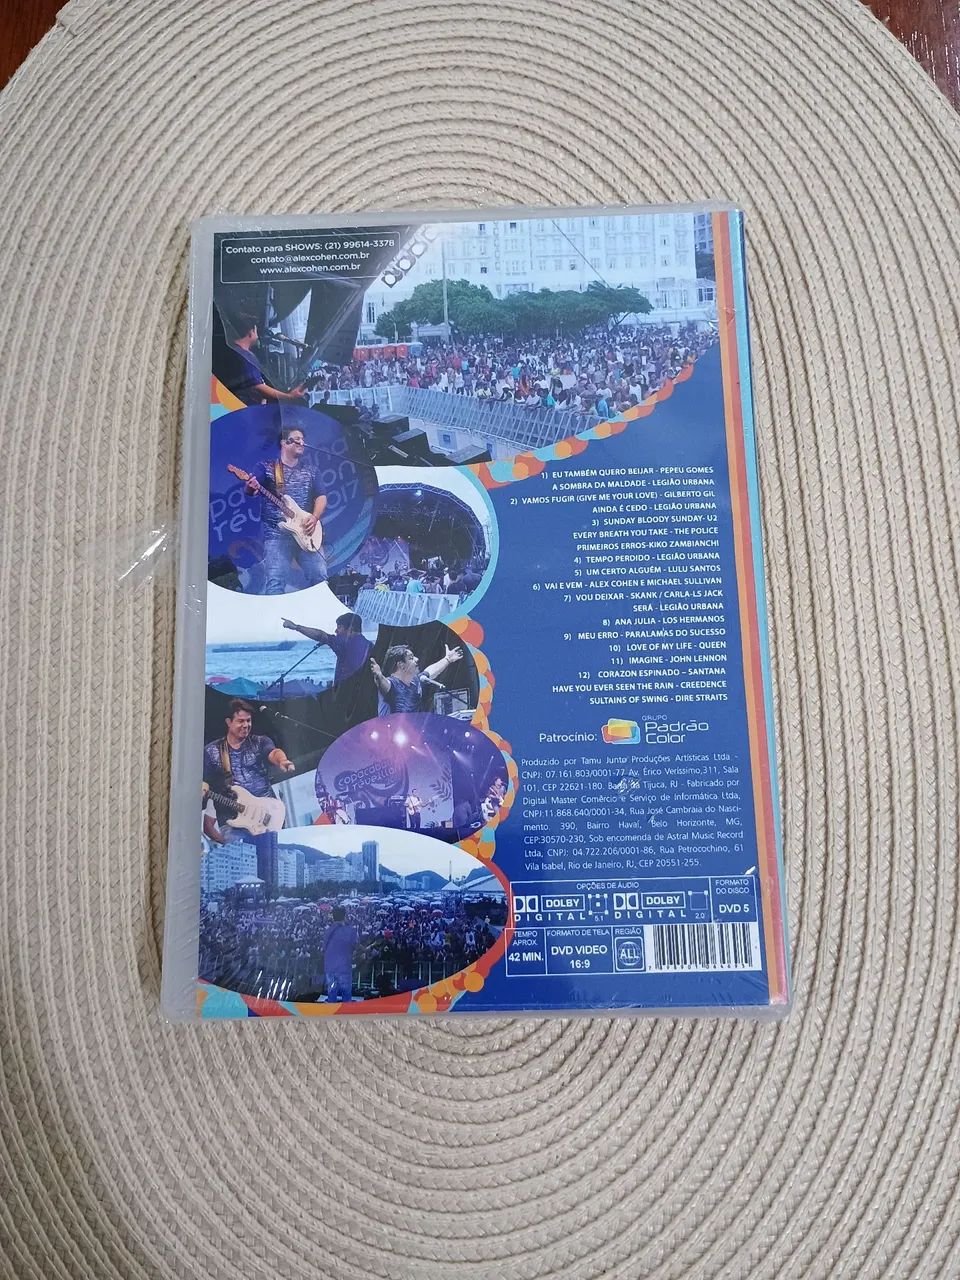 Contato para SHOWS: (21) 99614-3378
contato@alexcohen.com.br
www.alexcohen.com.br
1) EU TAMBÉM QUERO BEIJAR - PEPEU GOMES
A SOMBRA DA MALDADE - LEGIÃO URBANA
2) VAMOS FUGIR (GIVE ME YOUR LOVE) - GILBERTO GIL
AINDA É CEDO - LEGIÃO URBANA
3) SUNDAY BLOODY SUNDAY- U2
EVERY BREATH YOU TAKE - THE POLICE
PRIMEIROS ERROS-KIKO ZAMBIANCHI
4) TEMPO PERDIDO - LEGIÃO URBANA
5) UM CERTO ALGUÉM - LULU SANTOS
6) VAI E VEM - ALEX COHEN E MICHAEL SULLIVAN
7) VOU DEIXAR - SKANK / CARLA-LS JACK
SERÁ - LEGIÃO URBANA
8) ANA JULIA - LOS HERMANOS
9) MEU ERRO - PARALAMAS DO SUCESSO
10) LOVE OF MY LIFE - QUEEN
11) IMAGINE - JOHN LENNON
12) CORAZON ESPINADO – SANTANA
HAVE YOU EVER SEEN THE RAIN - CREEDENCE
SULTAINS OF SWING - DIRE STRAITS
Patrocínio: GRUPO Padrão Color
Produzido por Tamu Junto Produções Artísticas Ltda -
CNPJ: 07.161.803/0001-77 Av. Érico Veríssimo,311, Sala
101, CEP 22621-180. Barra da Tijuca, RJ - Fabricado por
Digital Master Comércio e Serviço de Informática Ltda,
CNPJ:11.868.640/0001-34, Rua José Cambraia do Nasci-
mento, 390, Bairro Havaí, Belo Horizonte, MG,
CEP:30570-230, Sob encomenda de Astral Music Record
Ltda, CNPJ: 04.722.206/0001-86, Rua Petrocochino, 61
Vila Isabel, Rio de Janeiro, RJ, CEP 20551-255.
OPÇÕES DE ÁUDIO
DOLBY DIGITAL 5.1
DOLBY DIGITAL 2.0
FORMATO DO DISCO
DVD 5
TEMPO APROX.
42 MIN.
FORMATO DE TELA
DVD VIDEO
16:9
REGIÃO
ALL